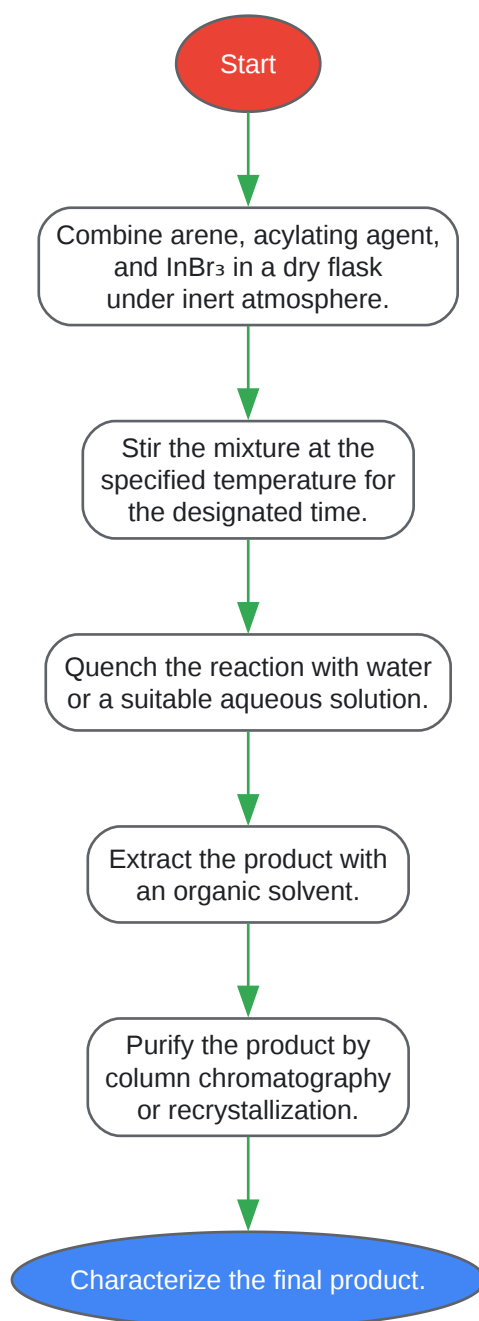 Start
Combine arene, acylating agent,
and InBr₃ in a dry flask
under inert atmosphere.
Stir the mixture at the
specified temperature for
the designated time.
Quench the reaction with water
or a suitable aqueous solution.
Extract the product with
an organic solvent.
Purify the product by
column chromatography
or recrystallization.
Characterize the final product.